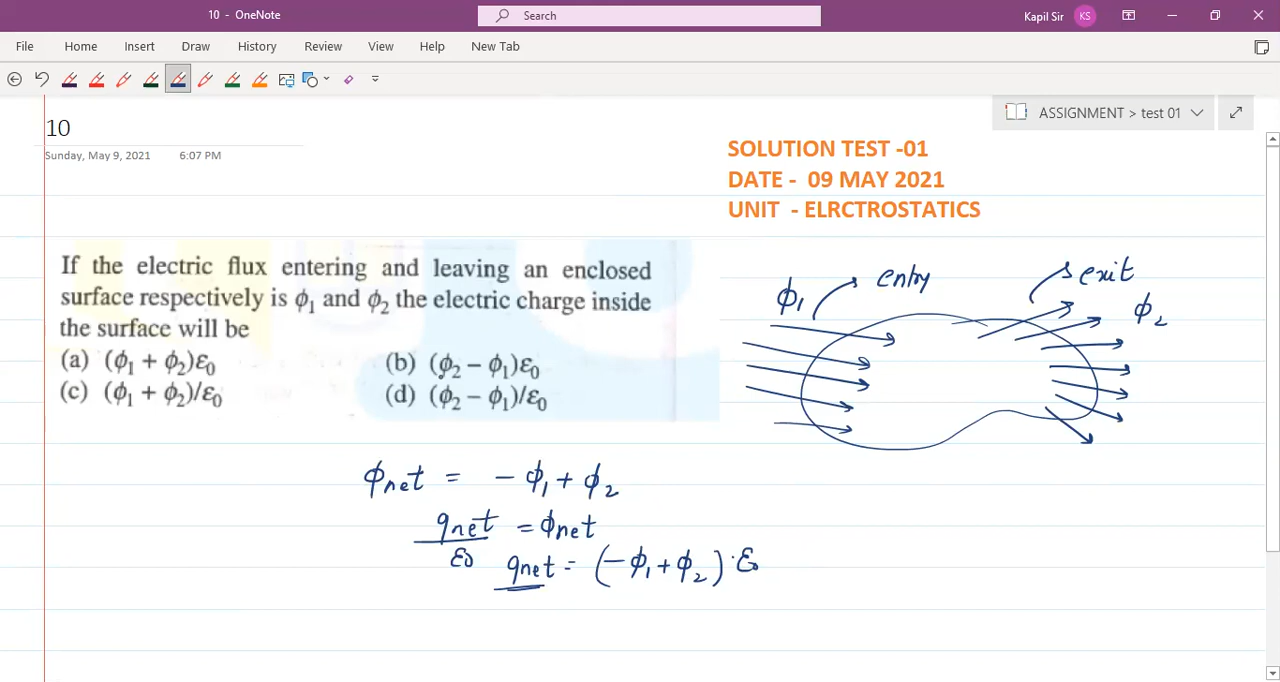 10 - OneNote
Search
Kapil Sir KS
File Home Insert Draw History Review View Help New Tab
ASSIGNMENT > test 01
10
Sunday, May 9, 2021 6:07 PM
SOLUTION TEST -01
DATE - 09 MAY 2021
UNIT - ELRCTROSTATICS
If the electric flux entering and leaving an enclosed
surface respectively is ϕ₁ and ϕ₂ the electric charge inside
the surface will be
(a) (ϕ₁ + ϕ₂)ε₀ (b) (ϕ₂ − ϕ₁)ε₀
(c) (ϕ₁ + ϕ₂)/ε₀ (d) (ϕ₂ − ϕ₁)/ε₀
ϕ₁ entry
exit
ϕ₂
ϕnet = − ϕ₁ + ϕ₂
qnet = ϕnet
ε₀
qnet = (−ϕ₁ + ϕ₂) · ε₀